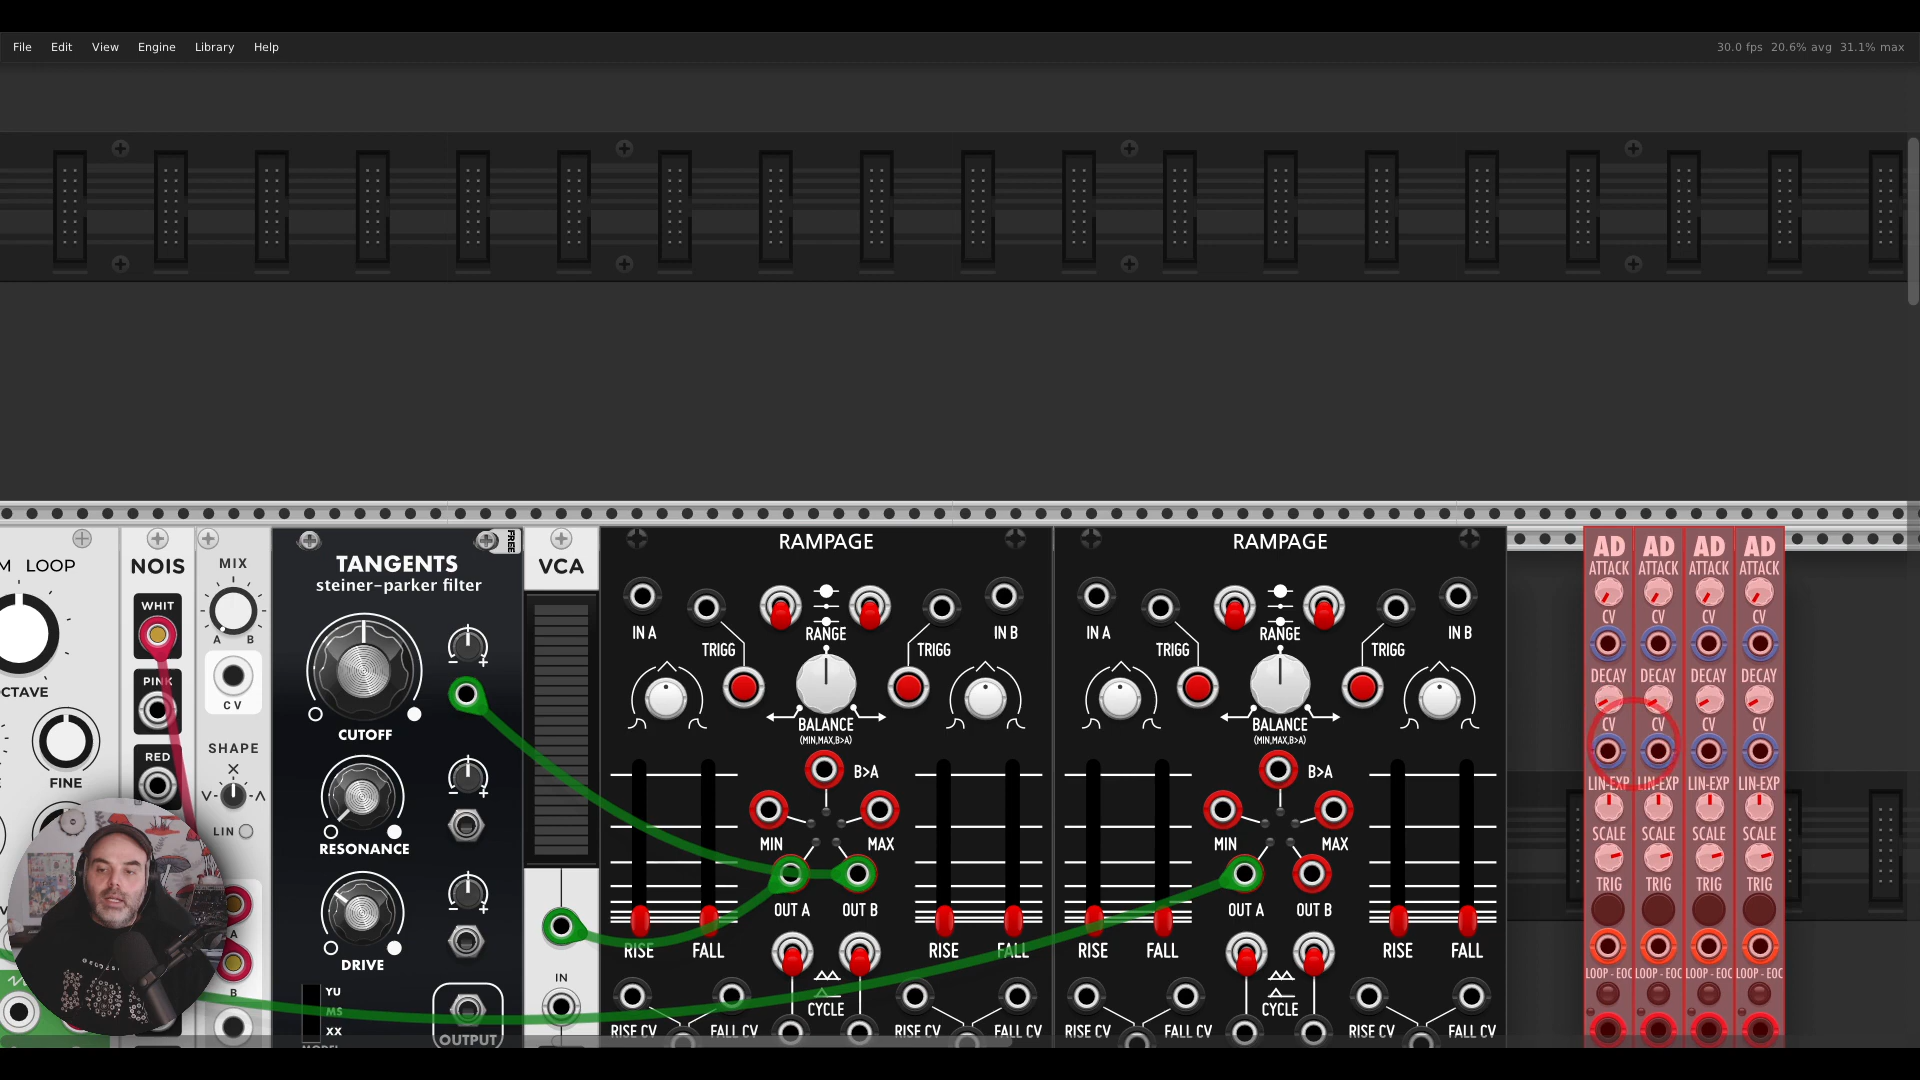 File Edit View Engine Library Help
30.0 fps 20.6% avg 31.1% max
M LOOP
OCTAVE
FINE
NOIS
WHIT
PINK
RED
MIX
A B
CV
SHAPE
LIN
A
B
FREE
TANGENTS
steiner-parker filter
CUTOFF
RESONANCE
DRIVE
YU
MS
XX
MODEL
OUTPUT
VCA
IN
RAMPAGE
IN A
TRIGG
RANGE
TRIGG
IN B
BALANCE
(MIN,MAX,B>A)
B>A
MIN
MAX
OUT A
OUT B
RISE
FALL
RISE
FALL
CYCLE
RISE CV
FALL CV
RISE CV
FALL CV
RAMPAGE
IN A
TRIGG
RANGE
TRIGG
IN B
BALANCE
(MIN,MAX,B>A)
B>A
MIN
MAX
OUT A
OUT B
RISE
FALL
RISE
FALL
CYCLE
RISE CV
FALL CV
RISE CV
FALL CV
AD AD AD AD
ATTACK ATTACK ATTACK ATTACK
CV CV CV CV
DECAY DECAY DECAY DECAY
CV CV CV CV
LIN-EXP LIN-EXP LIN-EXP LIN-EXP
SCALE SCALE SCALE SCALE
TRIG TRIG TRIG TRIG
LOOP - EOC LOOP - EOC LOOP - EOC LOOP - EOC